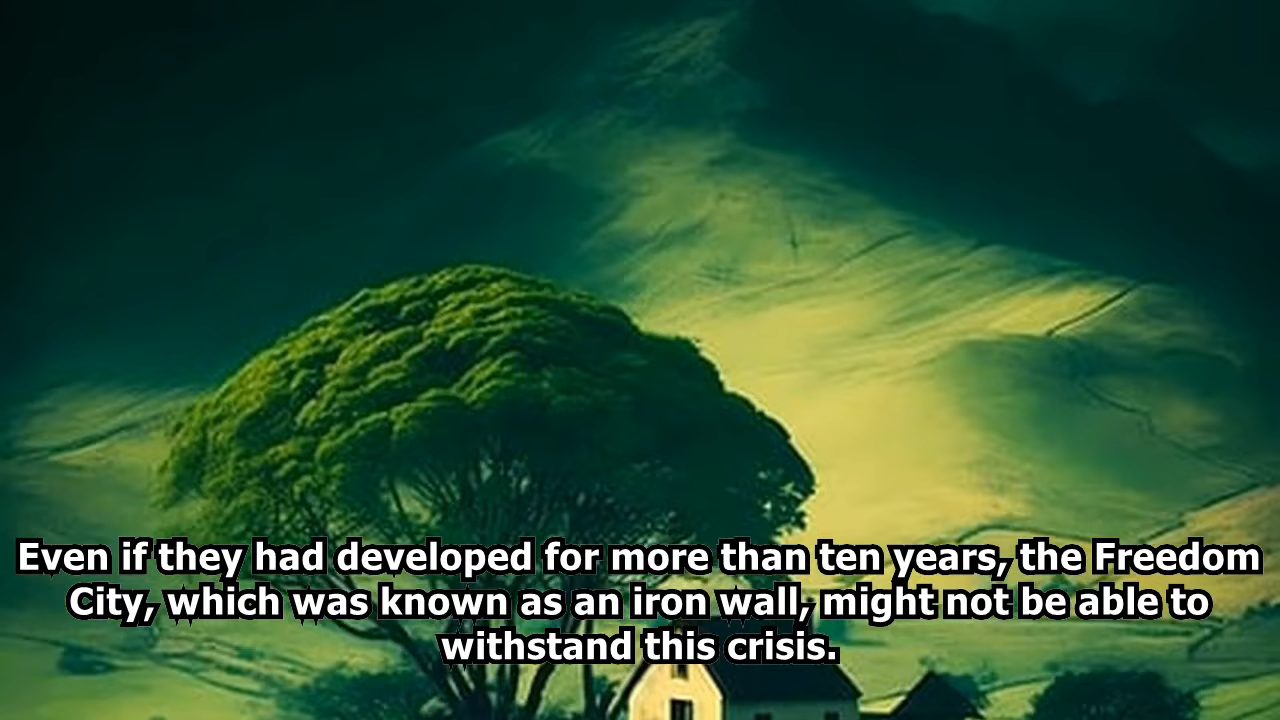 Even if they had developed for more than ten years, the Freedom
City, which was known as an iron wall, might not be able to
withstand this crisis.